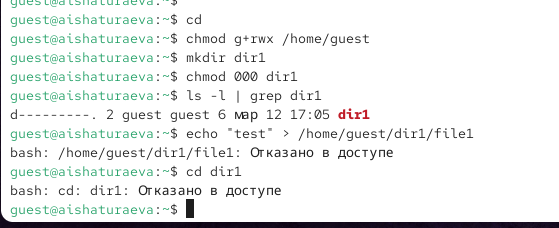 guest@aishaturaeva:~$
guest@aishaturaeva:~$ cd
guest@aishaturaeva:~$ chmod g+rwx /home/guest
guest@aishaturaeva:~$ mkdir dir1
guest@aishaturaeva:~$ chmod 000 dir1
guest@aishaturaeva:~$ ls -l | grep dir1
d---------. 2 guest guest 6 мар 12 17:05 dir1
guest@aishaturaeva:~$ echo "test" > /home/guest/dir1/file1
bash: /home/guest/dir1/file1: Отказано в доступе
guest@aishaturaeva:~$ cd dir1
bash: cd: dir1: Отказано в доступе
guest@aishaturaeva:~$